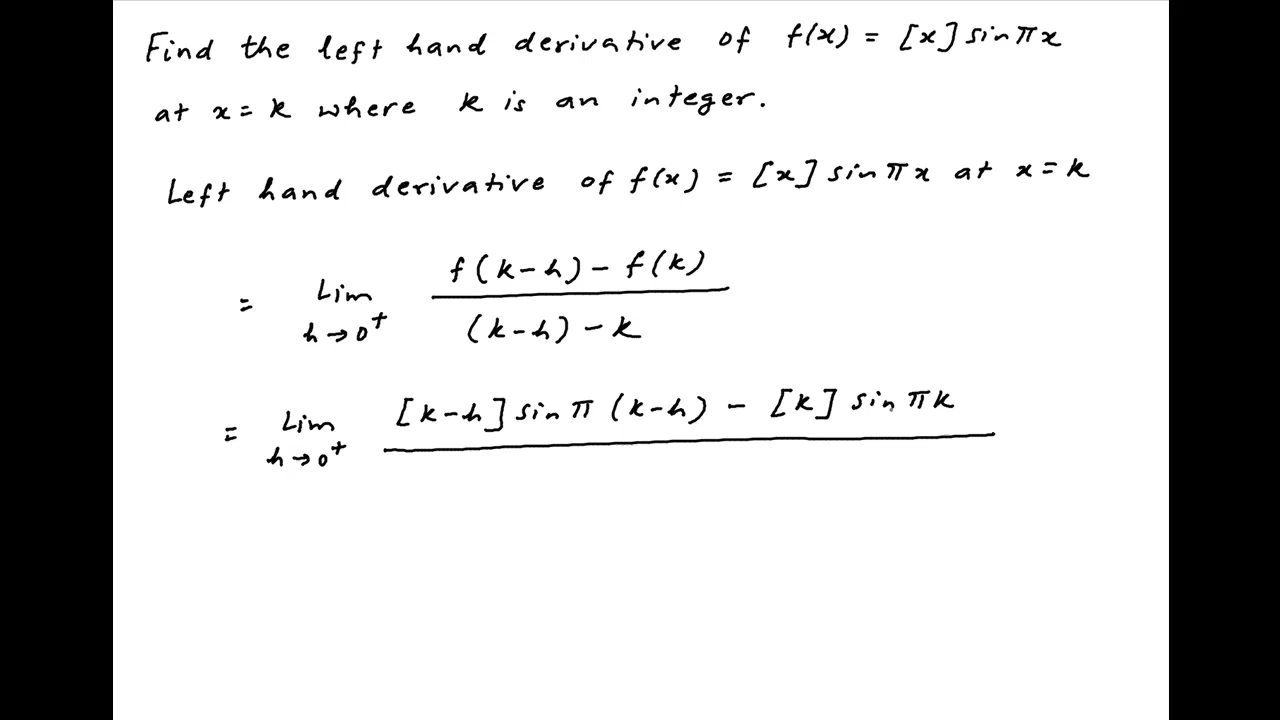 Find the left hand derivative of f(x) = [x] sin πx
at x = k where k is an integer.
Left hand derivative of f(x) = [x] sin πx at x = k
= Lim h→0⁺ f(k-h) - f(k) / (k-h) - k
= Lim h→0⁺ [k-h] sin π (k-h) - [k] sin πk